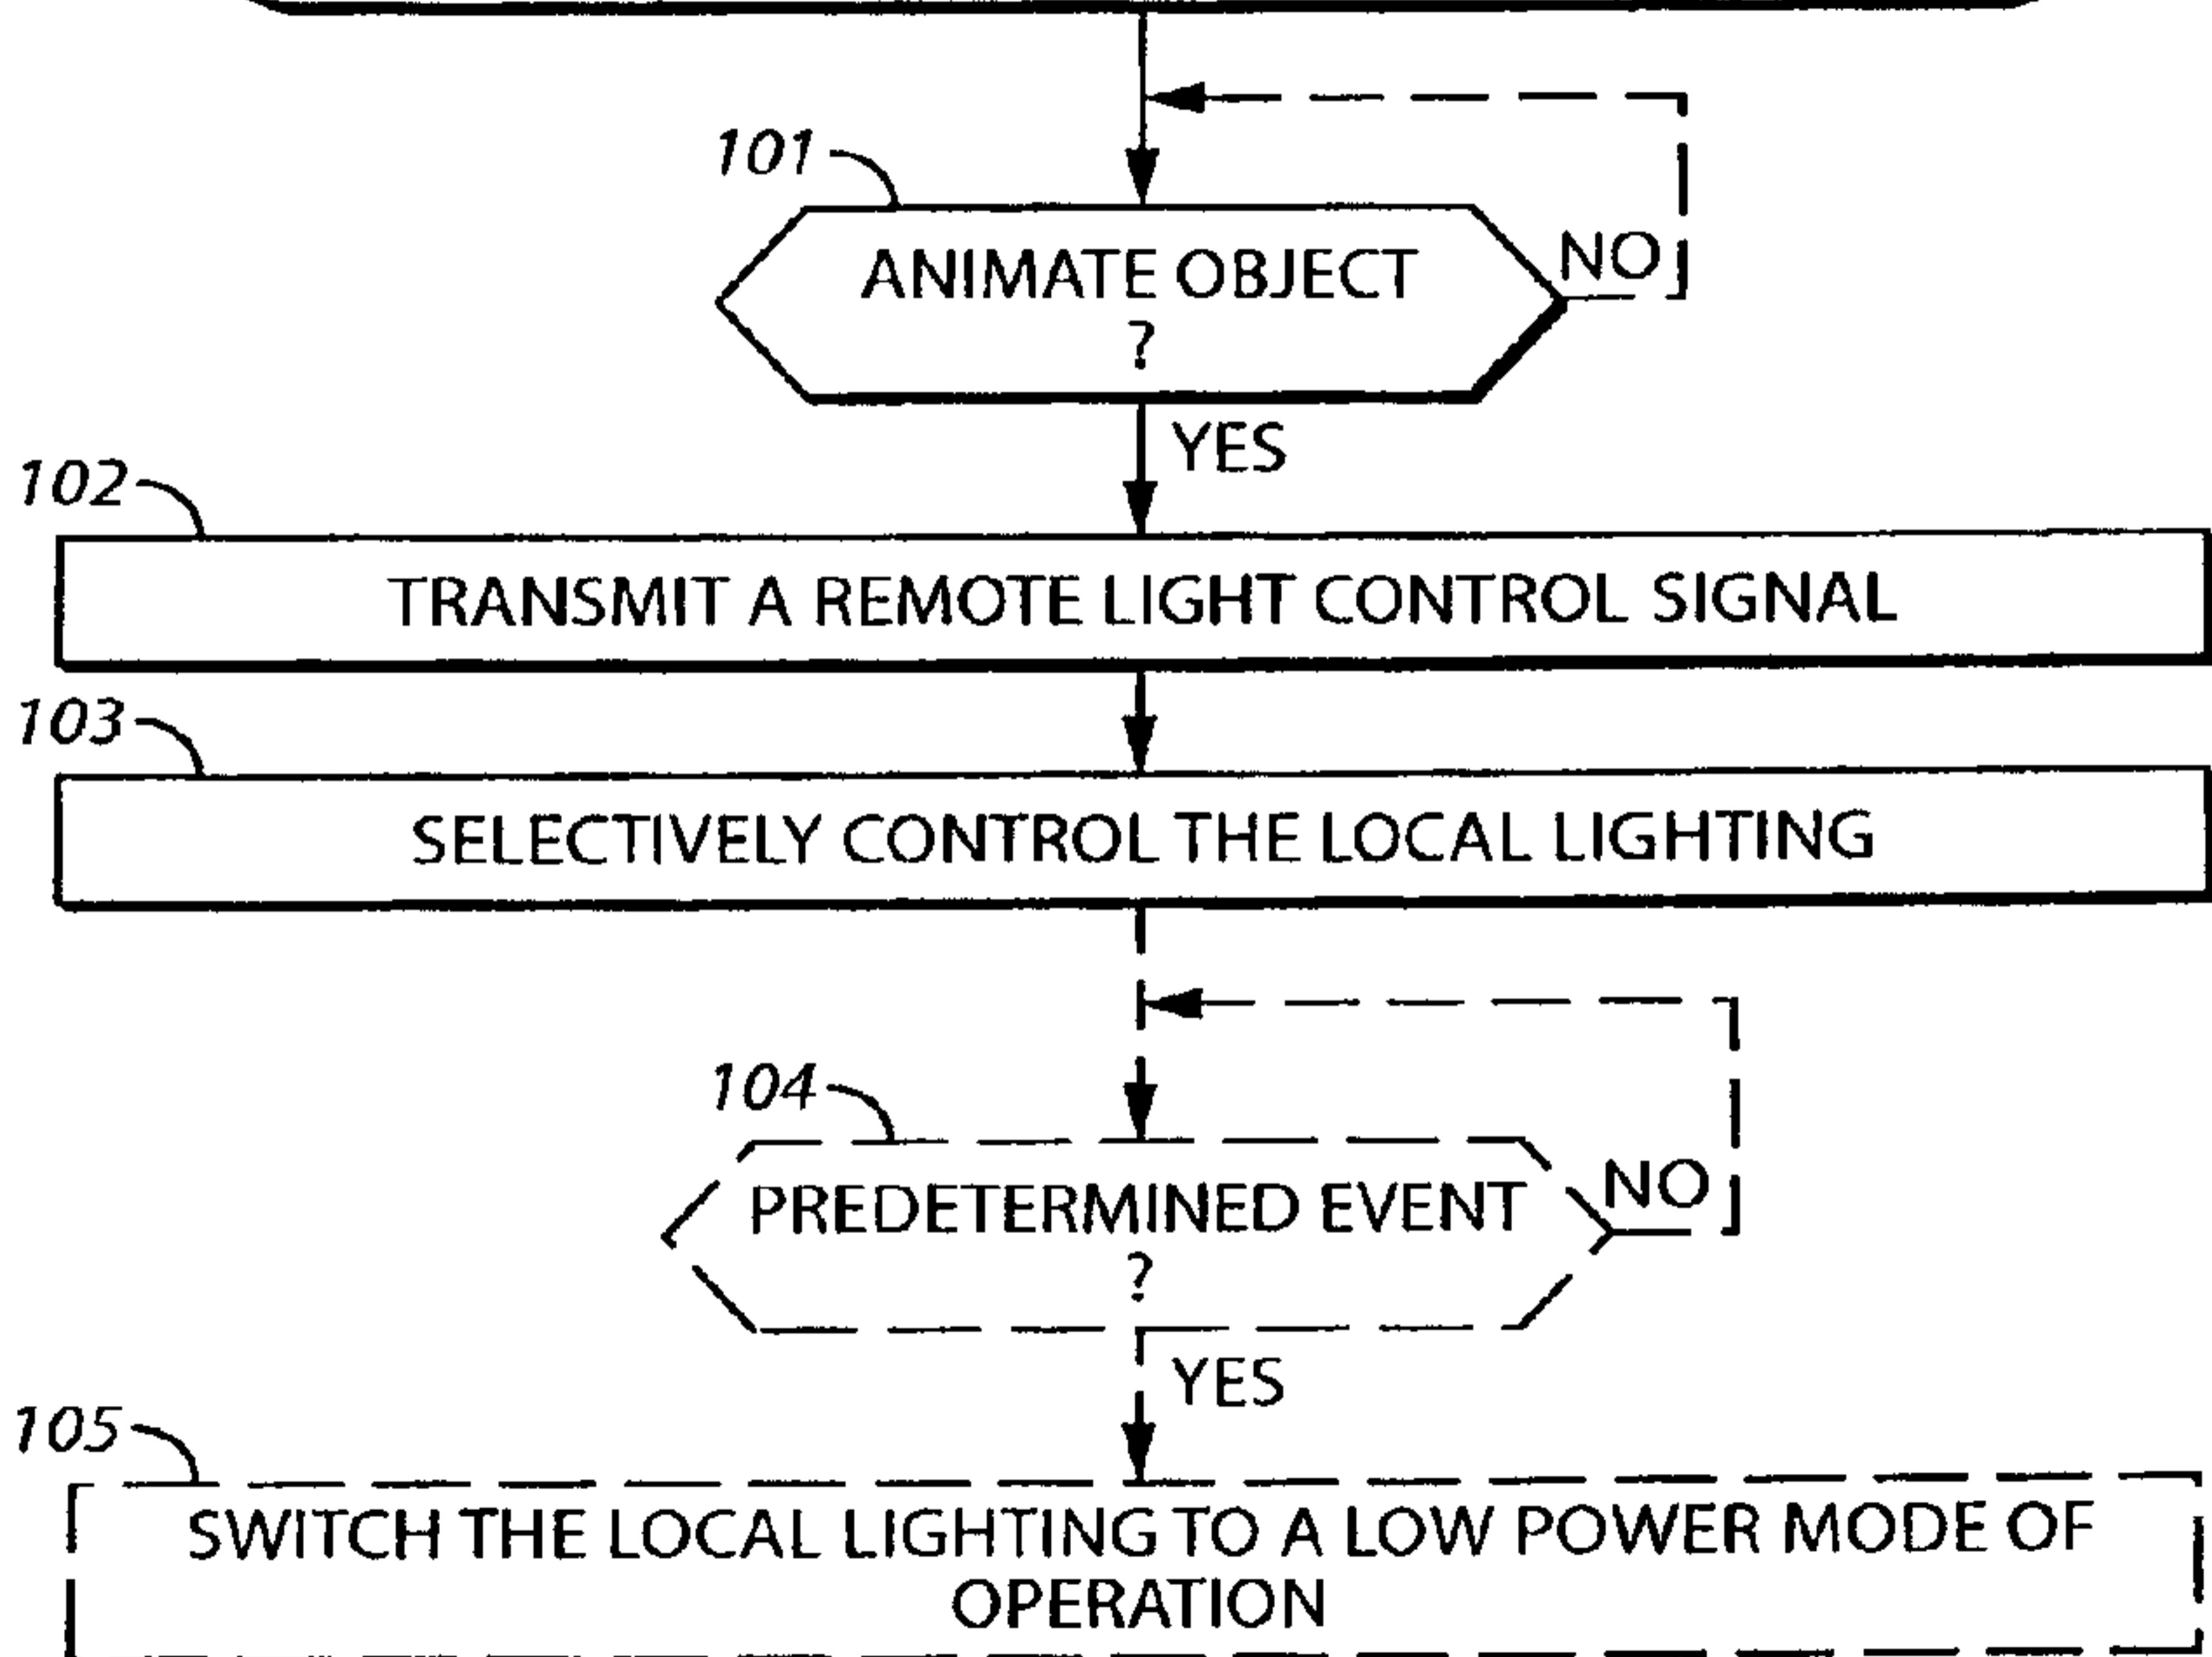 101
ANIMATE OBJECT
?
NO
YES
102
TRANSMIT A REMOTE LIGHT CONTROL SIGNAL
103
SELECTIVELY CONTROL THE LOCAL LIGHTING
104
PREDETERMINED EVENT
?
NO
YES
105
SWITCH THE LOCAL LIGHTING TO A LOW POWER MODE OF
OPERATION